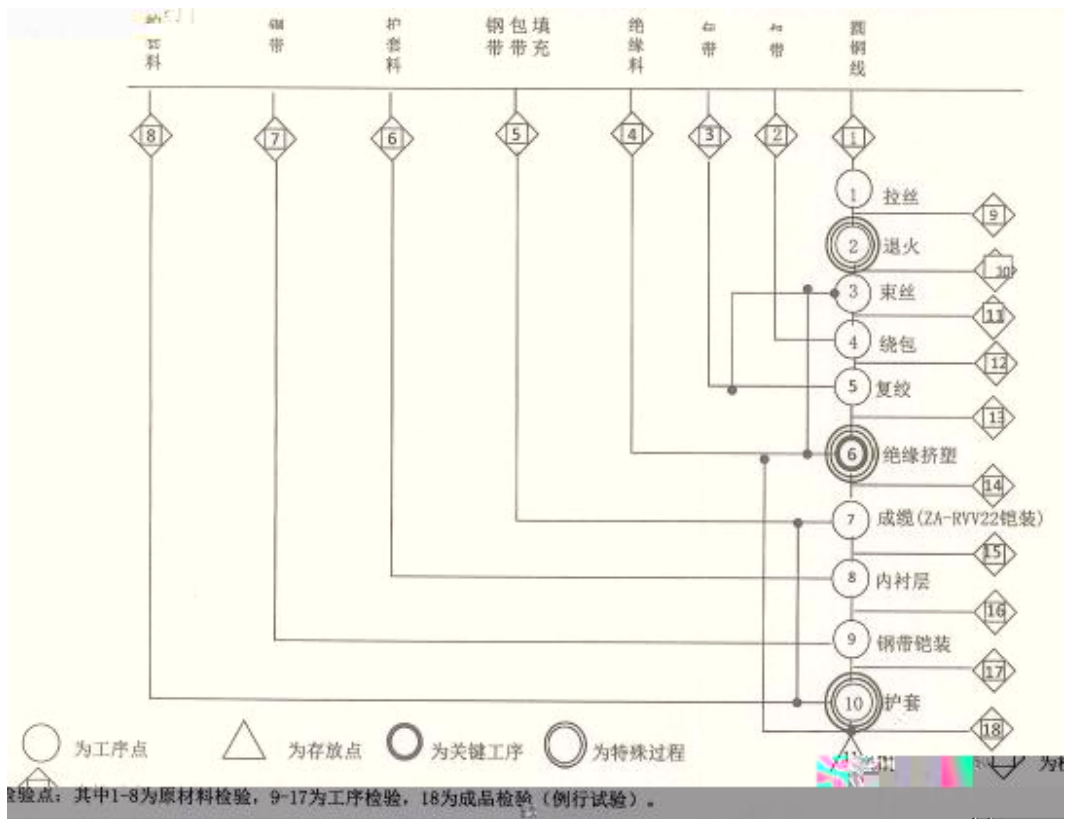 套料
钢带
护套料
钢带 包带 填充
绝缘料
包带
带
圆铜线
8
7
6
5
4
3
2
1
1 拉丝
9
2 退火
10
3 束丝
11
4 绕包
12
5 复绞
13
6 绝缘挤塑
14
7 成缆(ZA-RVV22铠装)
15
8 内衬层
16
9 钢带铠装
17
10 护套
18
为工序点
为存放点
为关键工序
为特殊过程
验点：其中1-8为原材料检验，9-17为工序检验，18为成品检验（例行试验）。